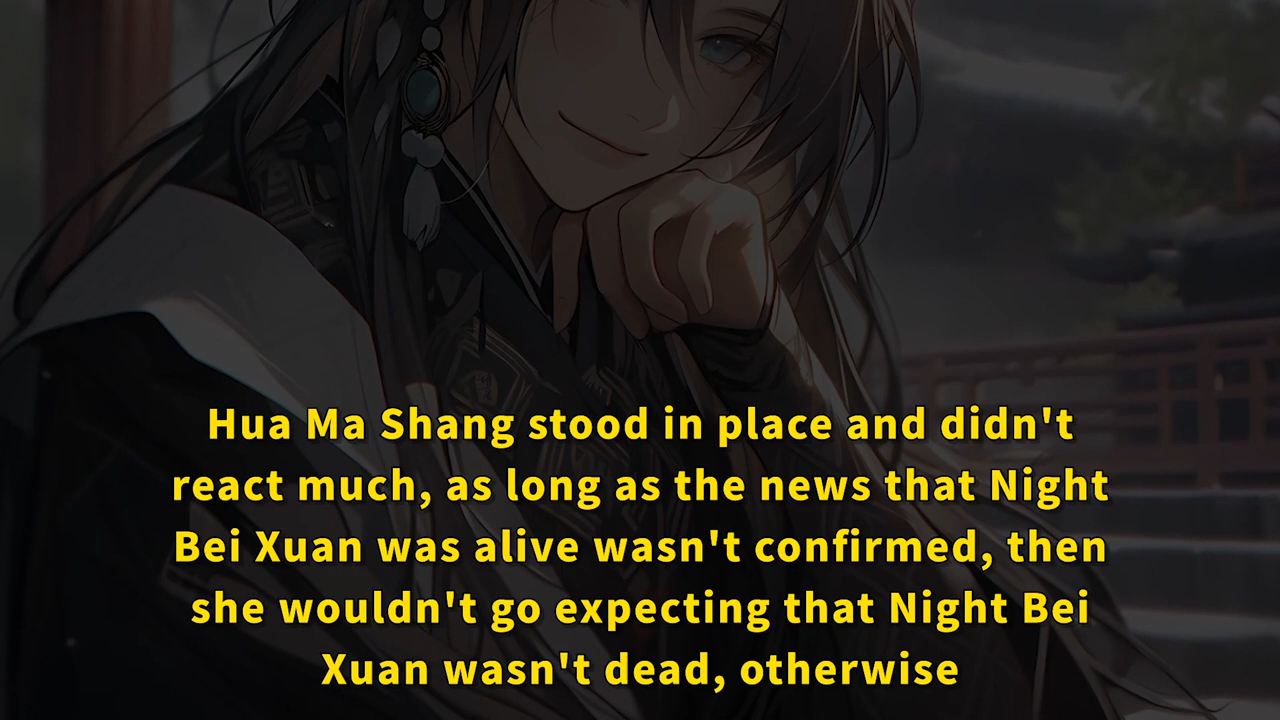 Hua Ma Shang stood in place and didn't
react much, as long as the news that Night
Bei Xuan was alive wasn't confirmed, then
she wouldn't go expecting that Night Bei
Xuan wasn't dead, otherwise